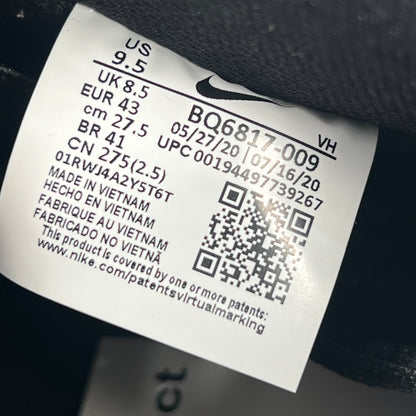 US
9.5
UK 8.5
EUR 43
cm 27.5
BR 41
CN 275(2.5)
01RWJ4A2Y5T6T
MADE IN VIETNAM
HECHO EN VIETNAM
FABRIQUE AU VIETNAM
FABRICADO NO VIETNÃ
This product is covered by one or more patents:
www.nike.com/patentsvirtualmarking
BQ6817-009
VH
05/27/20 07/16/20
UPC 00194497739267
ct